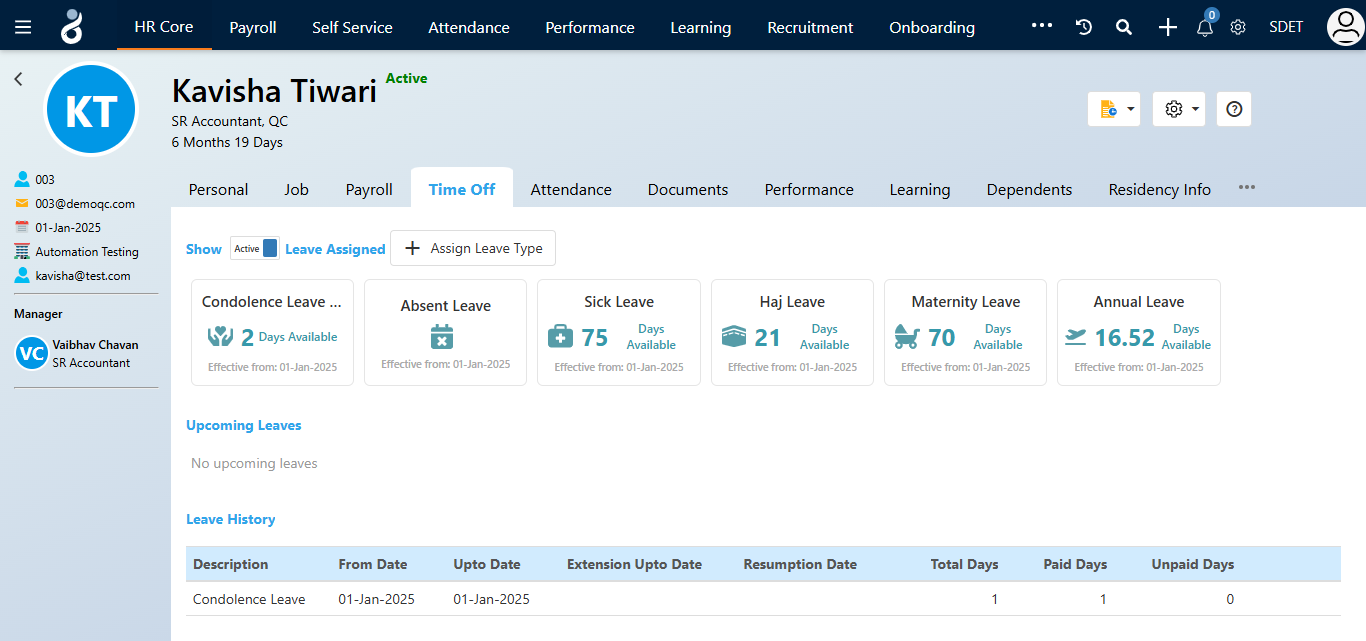 HR Core Payroll Self Service Attendance Performance Learning Recruitment Onboarding 0 SDET
KT
Kavisha Tiwari Active
SR Accountant, QC
6 Months 19 Days
003
003@demoqc.com
01-Jan-2025
Automation Testing
kavisha@test.com
Manager
VC
Vaibhav Chavan
SR Accountant
Personal Job Payroll Time Off Attendance Documents Performance Learning Dependents Residency Info
Show Active Leave Assigned Assign Leave Type
Condolence Leave ...
2 Days Available
Effective from: 01-Jan-2025
Absent Leave
Effective from: 01-Jan-2025
Sick Leave
75 Days Available
Effective from: 01-Jan-2025
Haj Leave
21 Days Available
Effective from: 01-Jan-2025
Maternity Leave
70 Days Available
Effective from: 01-Jan-2025
Annual Leave
16.52 Days Available
Effective from: 01-Jan-2025
Upcoming Leaves
No upcoming leaves
Leave History
Description From Date Upto Date Extension Upto Date Resumption Date Total Days Paid Days Unpaid Days
Condolence Leave 01-Jan-2025 01-Jan-2025 1 1 0